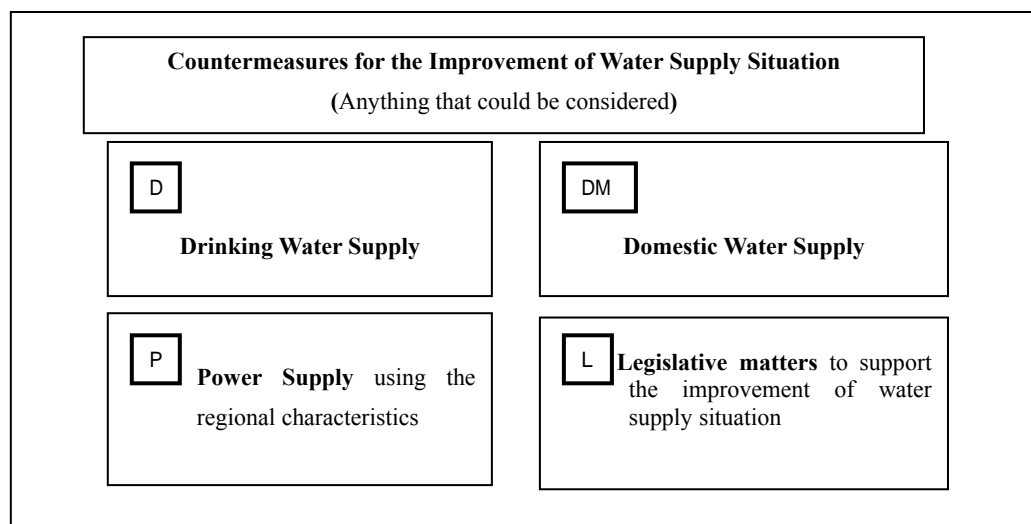 Countermeasures for the Improvement of Water Supply Situation
(Anything that could be considered)
D
Drinking Water Supply
DM
Domestic Water Supply
P
Power Supply using the
regional characteristics
L
Legislative matters to support
the improvement of water
supply situation